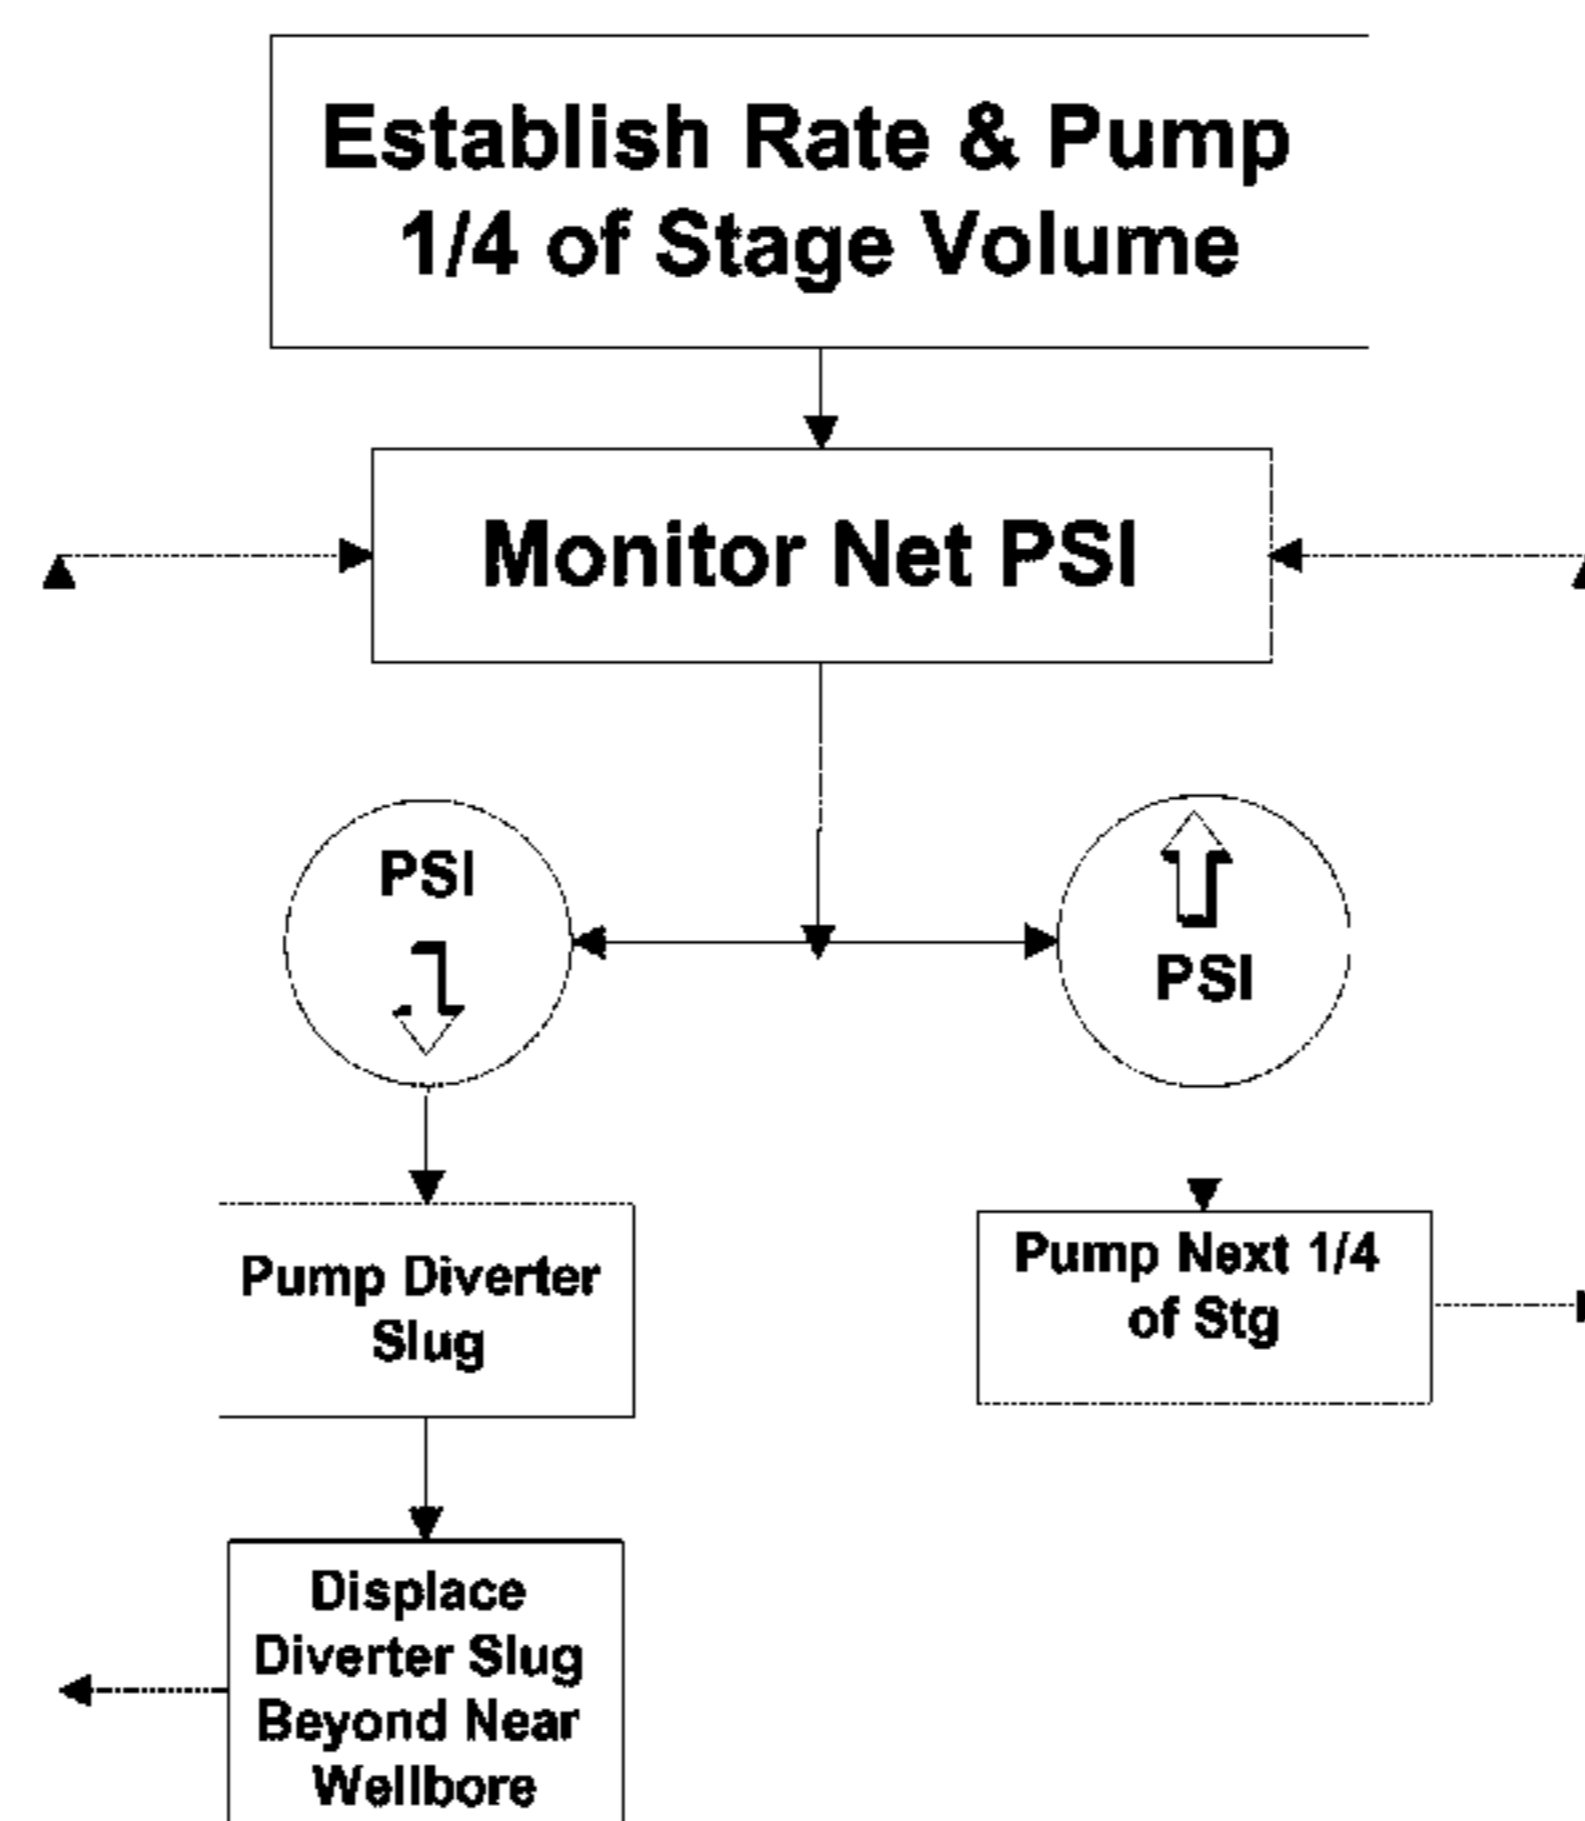 Establish Rate & Pump
1/4 of Stage Volume
Monitor Net PSI
PSI
PSI
Pump Diverter
Slug
Pump Next 1/4
of Stg
Displace
Diverter Slug
Beyond Near
Wellbore